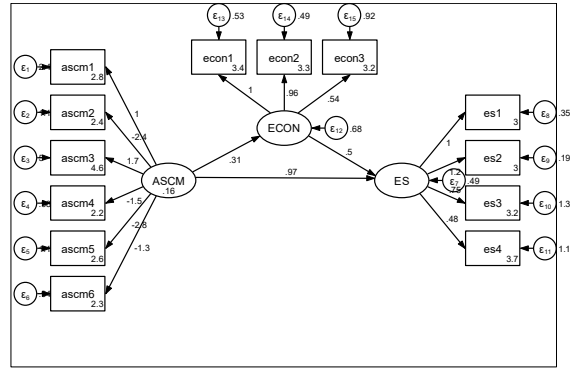 ε13 .53
ε14 .49
ε15 .92
econ1 3.4
econ2 3.3
econ3 3.2
1
.96
.54
ECON
ε12 .68
ε1
ascm1 2.8
ε2
ascm2 2.4
ε3
ascm3 4.6
ε4
ascm4 2.2
ε5
ascm5 2.6
ε6
ascm6 2.3
1
-2.4
1.7
-1.5
-2.8
-1.3
ASCM
.16
.31
.97
.5
ES
ε7 .49
1
1.2
.75
.48
es1 3
ε8 .35
es2 3
ε9 .19
es3 3.2
ε10 1.3
es4 3.7
ε11 1.1